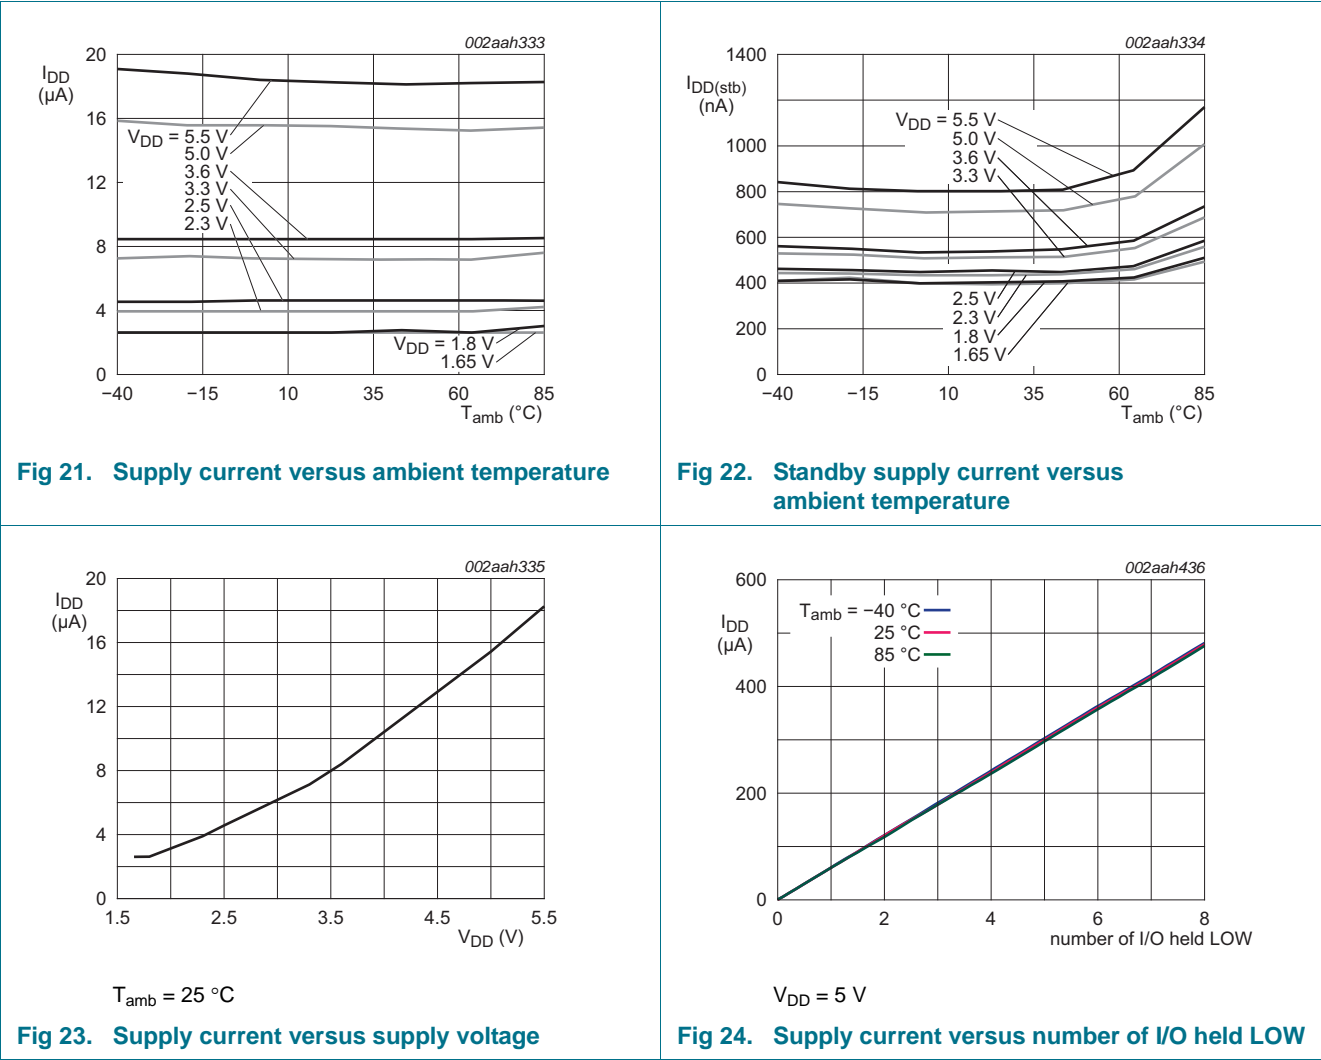 002aah333
20
16
12
8
4
0
IDD
(μA)
VDD = 5.5 V
5.0 V
3.6 V
3.3 V
2.5 V
2.3 V
VDD = 1.8 V
1.65 V
−40 −15 10 35 60 85
Tamb (°C)
Fig 21. Supply current versus ambient temperature
002aah334
1400
1000
800
600
400
200
0
IDD(stb)
(nA)
VDD = 5.5 V
5.0 V
3.6 V
3.3 V
2.5 V
2.3 V
1.8 V
1.65 V
−40 −15 10 35 60 85
Tamb (°C)
Fig 22. Standby supply current versus
ambient temperature
002aah335
20
16
12
8
4
0
IDD
(μA)
1.5 2.5 3.5 4.5 5.5
VDD (V)
Tamb = 25 °C
Fig 23. Supply current versus supply voltage
002aah436
600
400
200
0
IDD
(μA)
Tamb = −40 °C
25 °C
85 °C
0 2 4 6 8
number of I/O held LOW
VDD = 5 V
Fig 24. Supply current versus number of I/O held LOW